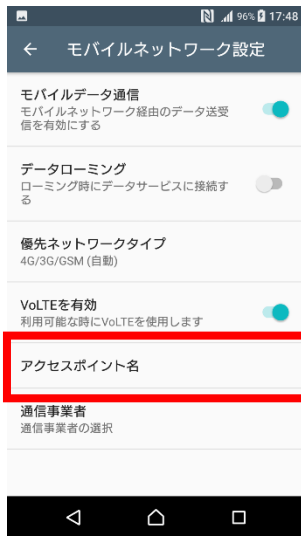 96% 17:48
モバイルネットワーク設定
モバイルデータ通信
モバイルネットワーク経由のデータ送受
信を有効にする
データローミング
ローミング時にデータサービスに接続す
る
優先ネットワークタイプ
4G/3G/GSM (自動)
VoLTEを有効
利用可能な時にVoLTEを使用します
アクセスポイント名
通信事業者
通信事業者の選択